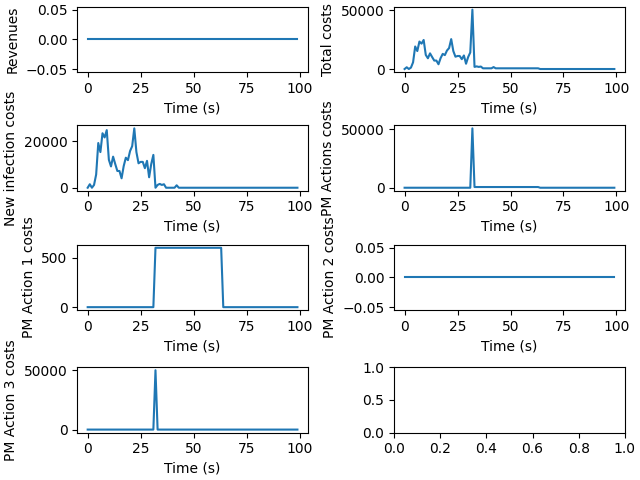 Revenues
0.05
0.00
−0.05
0 25 50 75 100
Time (s)
Total costs
50000
0
0 25 50 75 100
Time (s)
New infection costs
20000
0
0 25 50 75 100
Time (s)
PM Actions costs
50000
0
0 25 50 75 100
Time (s)
PM Action 1 costs
500
0
0 25 50 75 100
Time (s)
PM Action 2 costs
0.05
0.00
−0.05
0 25 50 75 100
Time (s)
PM Action 3 costs
50000
0
0 25 50 75 100
Time (s)
1.0
0.5
0.0
0.0 0.2 0.4 0.6 0.8 1.0